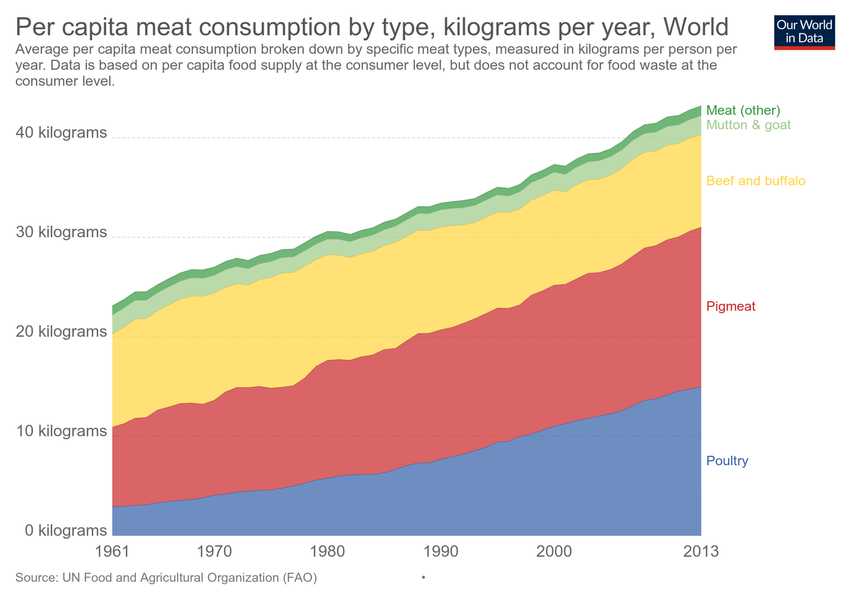 Per capita meat consumption by type, kilograms per year, World
Our World
in Data
Average per capita meat consumption broken down by specific meat types, measured in kilograms per person per
year. Data is based on per capita food supply at the consumer level, but does not account for food waste at the
consumer level.
Meat (other)
Mutton & goat
40 kilograms
Beef and buffalo
30 kilograms
Pigmeat
20 kilograms
10 kilograms
Poultry
0 kilograms
1961 1970 1980 1990 2000 2013
Source: UN Food and Agricultural Organization (FAO) •